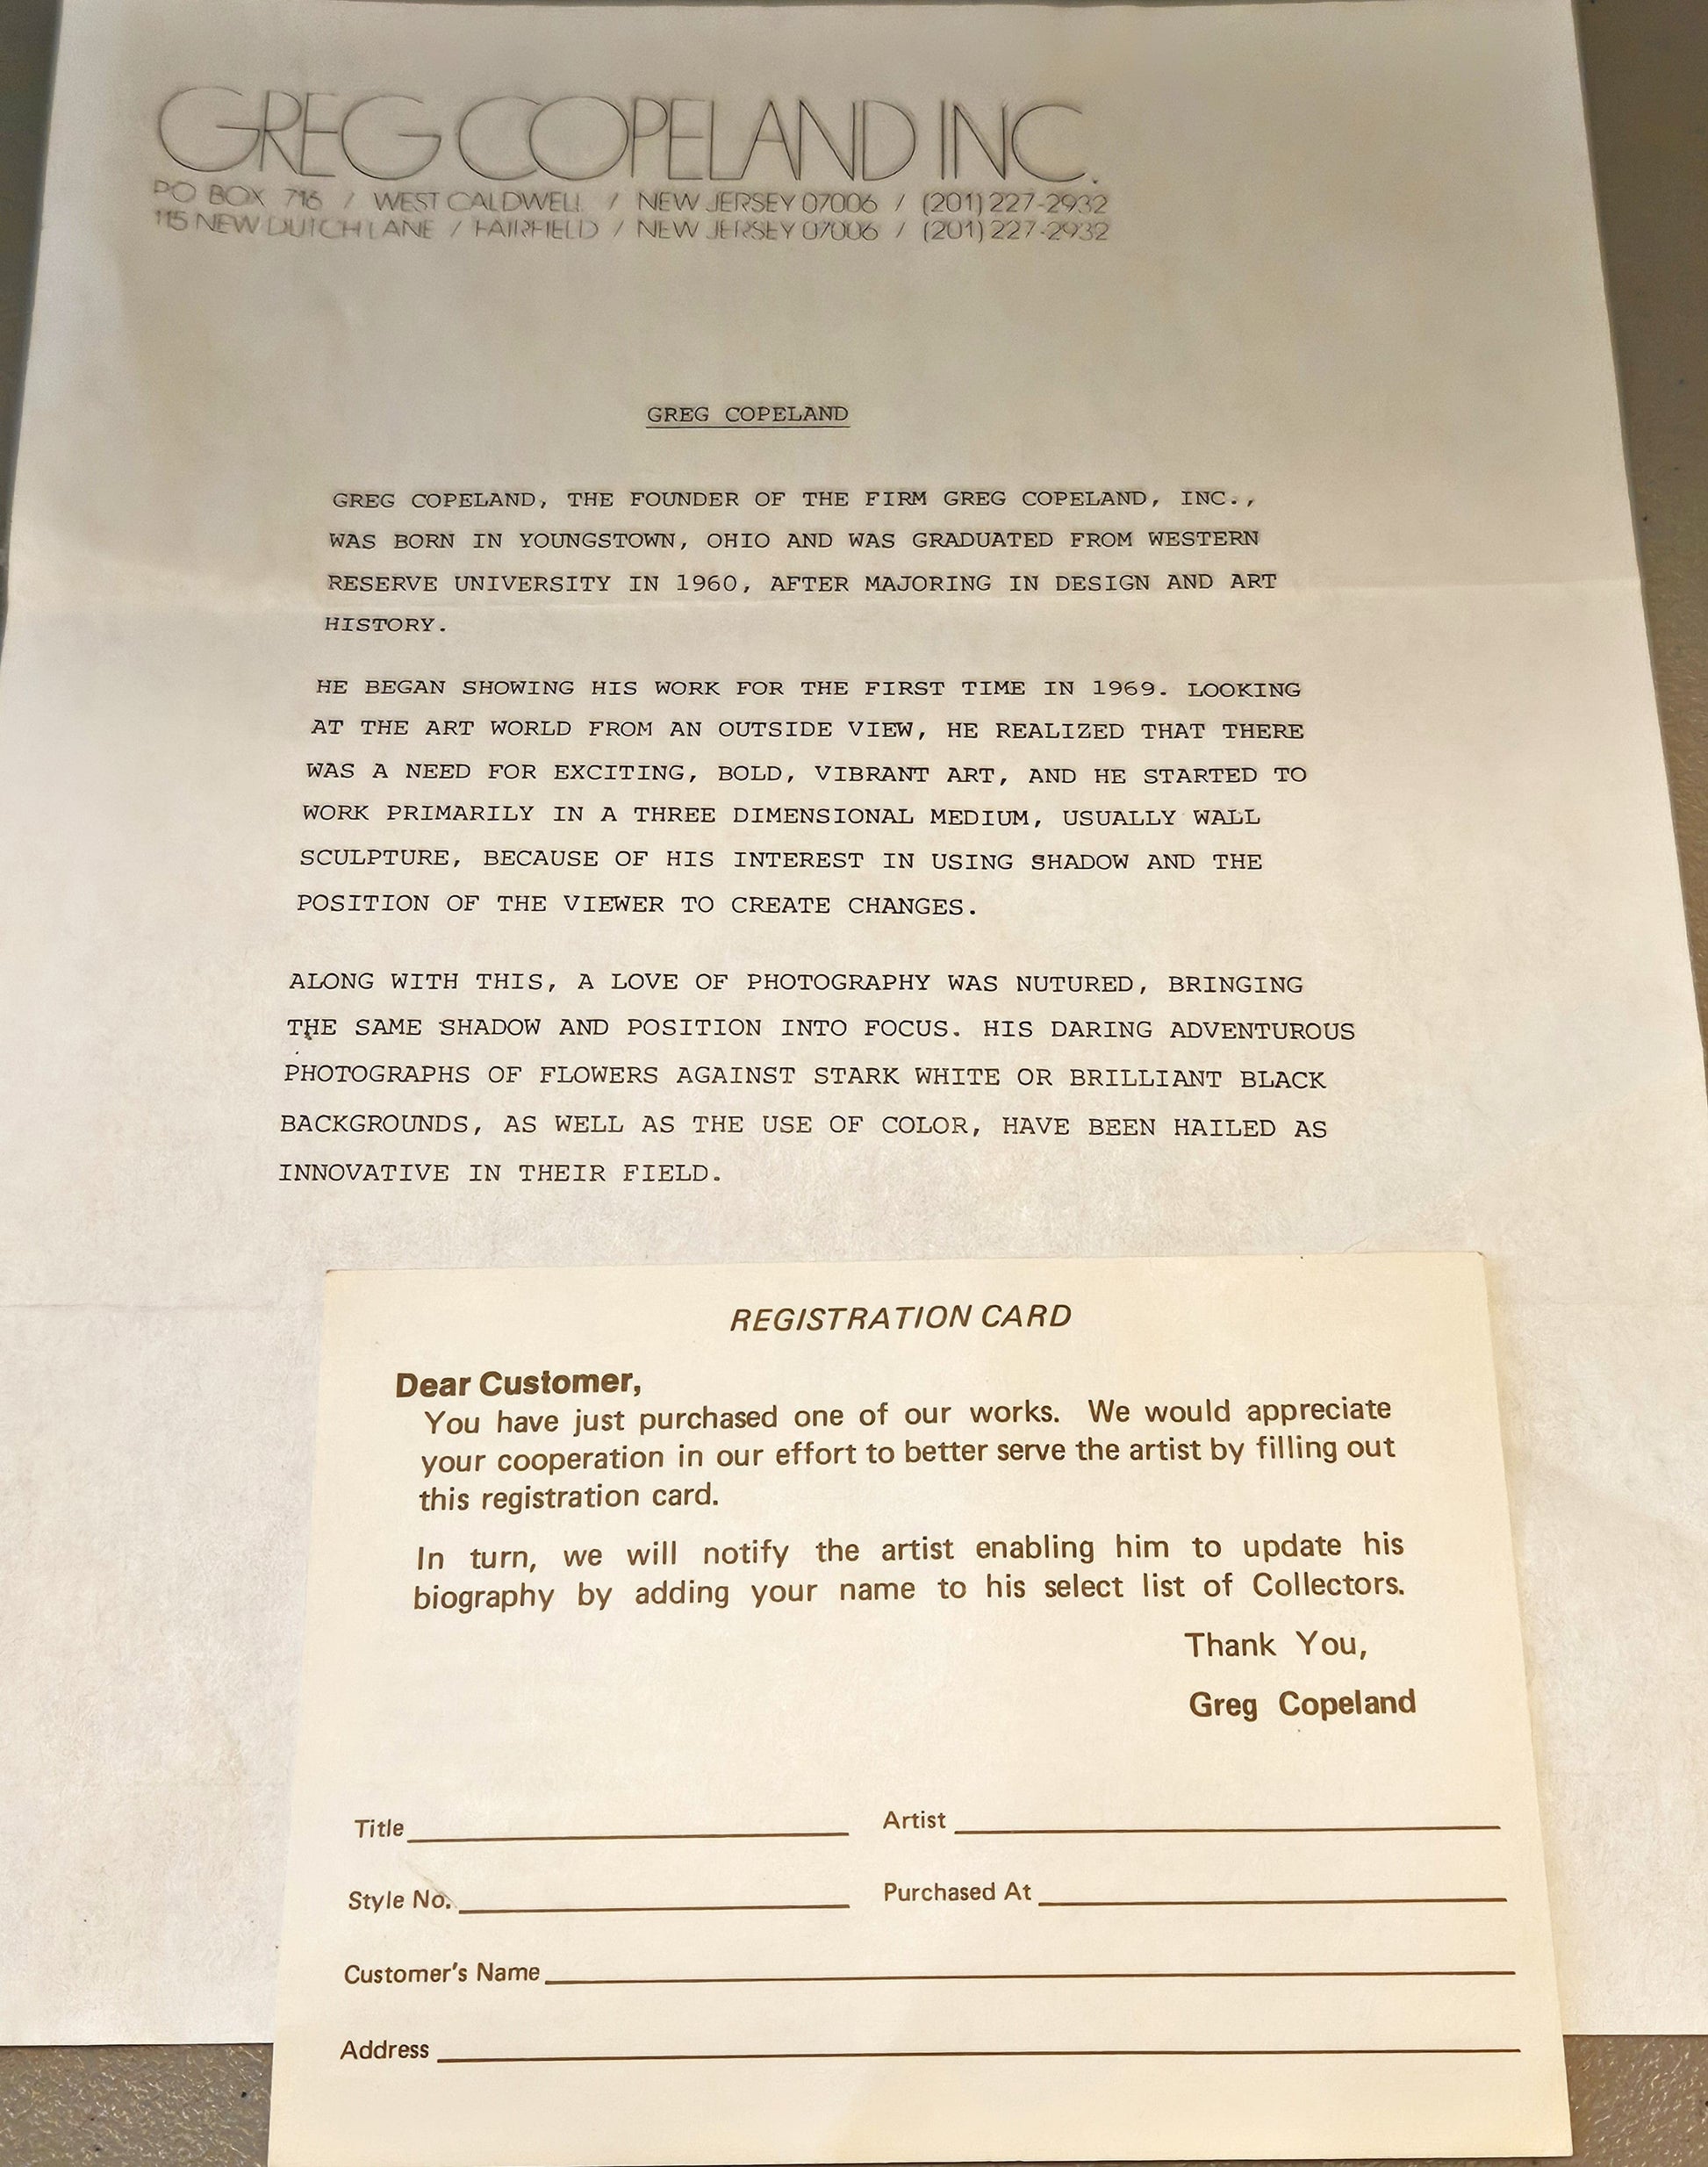 GREG COPELAND INC.
PO BOX 716 / WEST CALDWELL / NEW JERSEY 07006 / (201) 227-2932
115 NEW DUTCH LANE / FAIRFIELD / NEW JERSEY 07006 / (201) 227-2932
GREG COPELAND
GREG COPELAND, THE FOUNDER OF THE FIRM GREG COPELAND, INC.,
WAS BORN IN YOUNGSTOWN, OHIO AND WAS GRADUATED FROM WESTERN
RESERVE UNIVERSITY IN 1960, AFTER MAJORING IN DESIGN AND ART
HISTORY.
HE BEGAN SHOWING HIS WORK FOR THE FIRST TIME IN 1969. LOOKING
AT THE ART WORLD FROM AN OUTSIDE VIEW, HE REALIZED THAT THERE
WAS A NEED FOR EXCITING, BOLD, VIBRANT ART, AND HE STARTED TO
WORK PRIMARILY IN A THREE DIMENSIONAL MEDIUM, USUALLY WALL
SCULPTURE, BECAUSE OF HIS INTEREST IN USING SHADOW AND THE
POSITION OF THE VIEWER TO CREATE CHANGES.
ALONG WITH THIS, A LOVE OF PHOTOGRAPHY WAS NUTURED, BRINGING
THE SAME SHADOW AND POSITION INTO FOCUS. HIS DARING ADVENTUROUS
PHOTOGRAPHS OF FLOWERS AGAINST STARK WHITE OR BRILLIANT BLACK
BACKGROUNDS, AS WELL AS THE USE OF COLOR, HAVE BEEN HAILED AS
INNOVATIVE IN THEIR FIELD.
REGISTRATION CARD
Dear Customer,
You have just purchased one of our works. We would appreciate
your cooperation in our effort to better serve the artist by filling out
this registration card.
In turn, we will notify the artist enabling him to update his
biography by adding your name to his select list of Collectors.
Thank You,
Greg Copeland
Title Artist
Style No. Purchased At
Customer's Name
Address